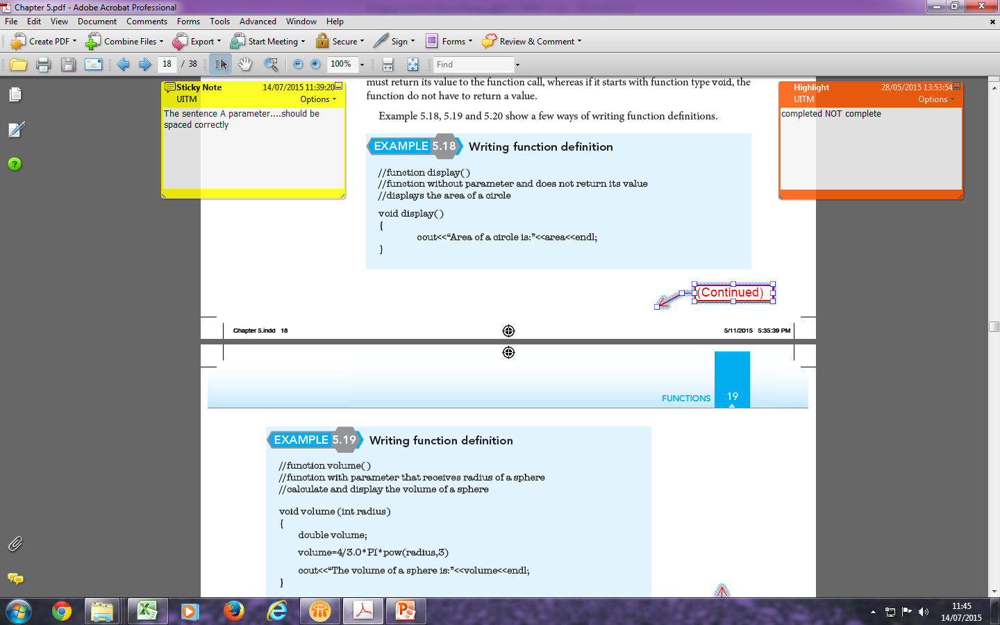 Chapter 5.pdf - Adobe Acrobat Professional
File Edit View Document Comments Forms Tools Advanced Window Help
Create PDF Combine Files Export Start Meeting Secure Sign Forms Review & Comment
18 / 38 100% Find
must return its value to the function call, whereas if it starts with function type void, the
function do not have to return a value.
Example 5.18, 5.19 and 5.20 show a few ways of writing function definitions.
Sticky Note 14/07/2015 11:39:20
UITM Options
The sentence A parameter....should be
spaced correctly
Highlight 28/05/2015 13:53:54
UITM Options
completed NOT complete
EXAMPLE 5.18 Writing function definition
//function display()
//function without parameter and does not return its value
//displays the area of a circle
void display()
{
cout<<“Area of a circle is:”<<area<<endl;
}
(Continued)
Chapter 5.indd 18 5/11/2015 5:35:39 PM
FUNCTIONS 19
EXAMPLE 5.19 Writing function definition
//function volume()
//function with parameter that receives radius of a sphere
//calculate and display the volume of a sphere
void volume (int radius)
{
double volume;
volume=4/3.0*PI*pow(radius,3)
cout<<“The volume of a sphere is:”<<volume<<endl;
}
11:45
14/07/2015